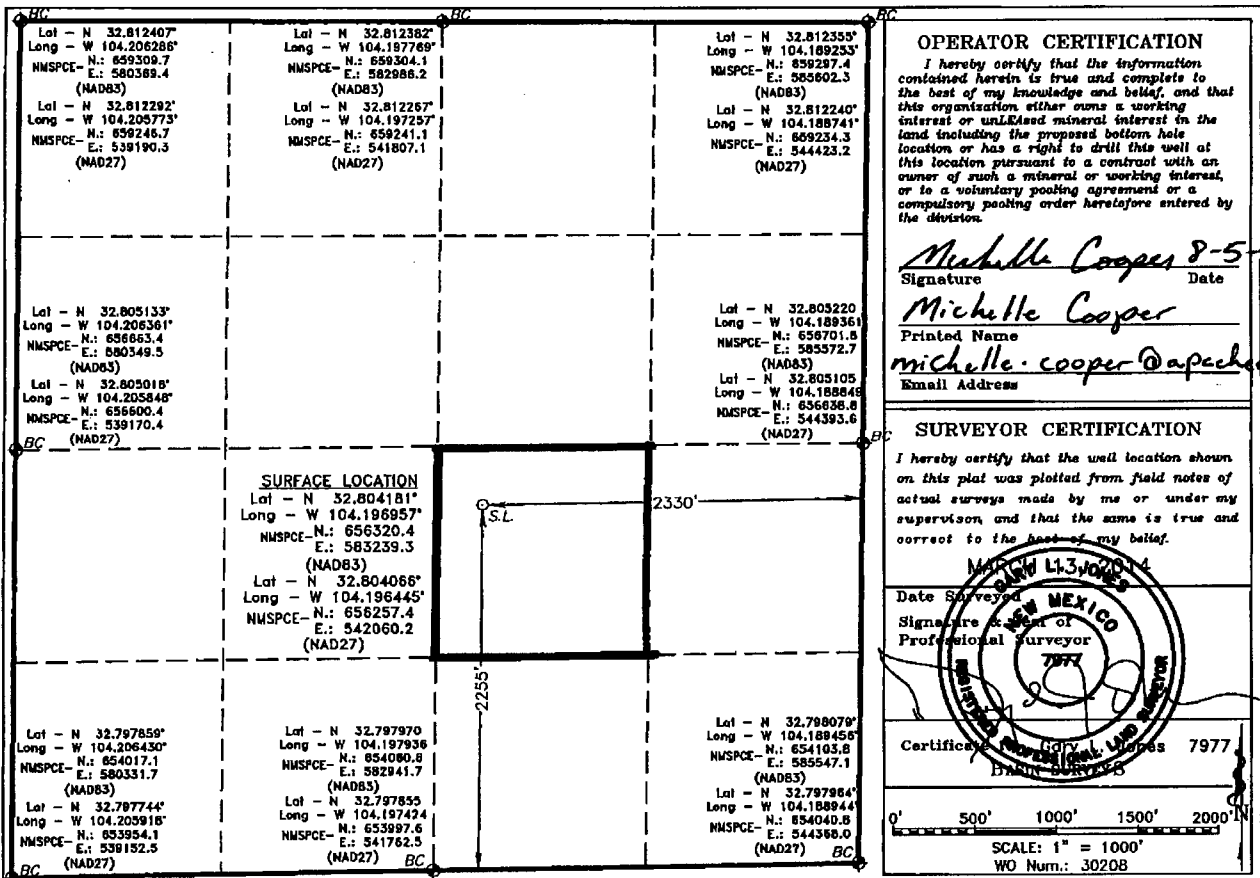 BC
BC
BC
Lat - N 32.812407°
Long - W 104.206286°
NMSPCE- N.: 659309.7
E.: 580369.4
(NAD83)
Lat - N 32.812292°
Long - W 104.205773°
NMSPCE- N.: 659246.7
E.: 539190.3
(NAD27)
Lat - N 32.812382°
Long - W 104.197769°
NMSPCE- N.: 659304.1
E.: 582986.2
(NAD83)
Lat - N 32.812267°
Long - W 104.197257°
NMSPCE- N.: 659241.1
E.: 541807.1
(NAD27)
Lat - N 32.812355°
Long - W 104.189253°
NMSPCE- N.: 659297.4
E.: 585602.3
(NAD83)
Lat - N 32.812240°
Long - W 104.188741°
NMSPCE- N.: 659234.3
E.: 544423.2
(NAD27)
Lat - N 32.805133°
Long - W 104.206361°
NMSPCE- N.: 656663.4
E.: 580349.5
(NAD83)
Lat - N 32.805018°
Long - W 104.205848°
NMSPCE- N.: 656600.4
E.: 539170.4
(NAD27)
BC
Lat - N 32.805220
Long - W 104.189361
NMSPCE- N.: 656701.8
E.: 585572.7
(NAD83)
Lat - N 32.805105
Long - W 104.188849
NMSPCE- N.: 656638.8
E.: 544393.6
(NAD27)
BC
SURFACE LOCATION
Lat - N 32.804181°
Long - W 104.196957°
NMSPCE- N.: 656320.4
E.: 583239.3
(NAD83)
Lat - N 32.804066°
Long - W 104.196445°
NMSPCE- N.: 656257.4
E.: 542060.2
(NAD27)
S.L.
2330'
2255'
Lat - N 32.797859°
Long - W 104.206430°
NMSPCE- N.: 654017.1
E.: 580331.7
(NAD83)
Lat - N 32.797744°
Long - W 104.205918°
NMSPCE- N.: 653954.1
E.: 539152.5
(NAD27)
BC
Lat - N 32.797970
Long - W 104.197936
NMSPCE- N.: 654060.8
E.: 582941.7
(NAD83)
Lat - N 32.797855
Long - W 104.197424
NMSPCE- N.: 653997.6
E.: 541762.5
(NAD27)
BC
Lat - N 32.798079°
Long - W 104.189456°
NMSPCE- N.: 654103.8
E.: 585547.1
(NAD83)
Lat - N 32.797964°
Long - W 104.188944°
NMSPCE- N.: 654040.8
E.: 544368.0
(NAD27)
BC
OPERATOR CERTIFICATION
I hereby certify that the information
contained herein is true and complete to
the best of my knowledge and belief, and that
this organization either owns a working
interest or unLEAsed mineral interest in the
land including the proposed bottom hole
location or has a right to drill this well at
this location pursuant to a contract with an
owner of such a mineral or working interest,
or to a voluntary pooling agreement or a
compulsory pooling order heretofore entered by
the division.
Michelle Cooper 8-5-
Signature Date
Michelle Cooper
Printed Name
michelle.cooper@apache
Email Address
SURVEYOR CERTIFICATION
I hereby certify that the well location shown
on this plat was plotted from field notes of
actual surveys made by me or under my
supervison, and that the same is true and
correct to the best of my belief.
MARCH 13, 2014
Date Surveyed
Signature & Seal of
Professional Surveyor
GARY L. JONES
NEW MEXICO
7977
REGISTERED PROFESSIONAL LAND SURVEYOR
Certificate No. Gary L. Jones 7977
BASIN SURVEYS
0' 500' 1000' 1500' 2000'
N
SCALE: 1" = 1000'
WO Num.: 30208